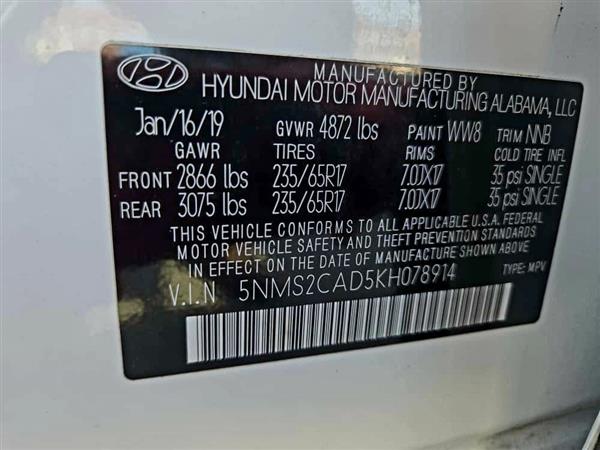 MANUFACTURED BY
HYUNDAI MOTOR MANUFACTURING ALABAMA, LLC
Jan/16/19 GVWR 4872 lbs PAINT WW8 TRIM NNB
GAWR TIRES RIMS COLD TIRE INFL
FRONT 2866 lbs 235/65R17 7.0JX17 35 psi SINGLE
REAR 3075 lbs 235/65R17 7.0JX17 35 psi SINGLE
THIS VEHICLE CONFORMS TO ALL APPLICABLE U.S.A. FEDERAL
MOTOR VEHICLE SAFETY AND THEFT PREVENTION STANDARDS
IN EFFECT ON THE DATE OF MANUFACTURE SHOWN ABOVE.
V.I.N 5NMS2CAD5KH078914 TYPE: MPV